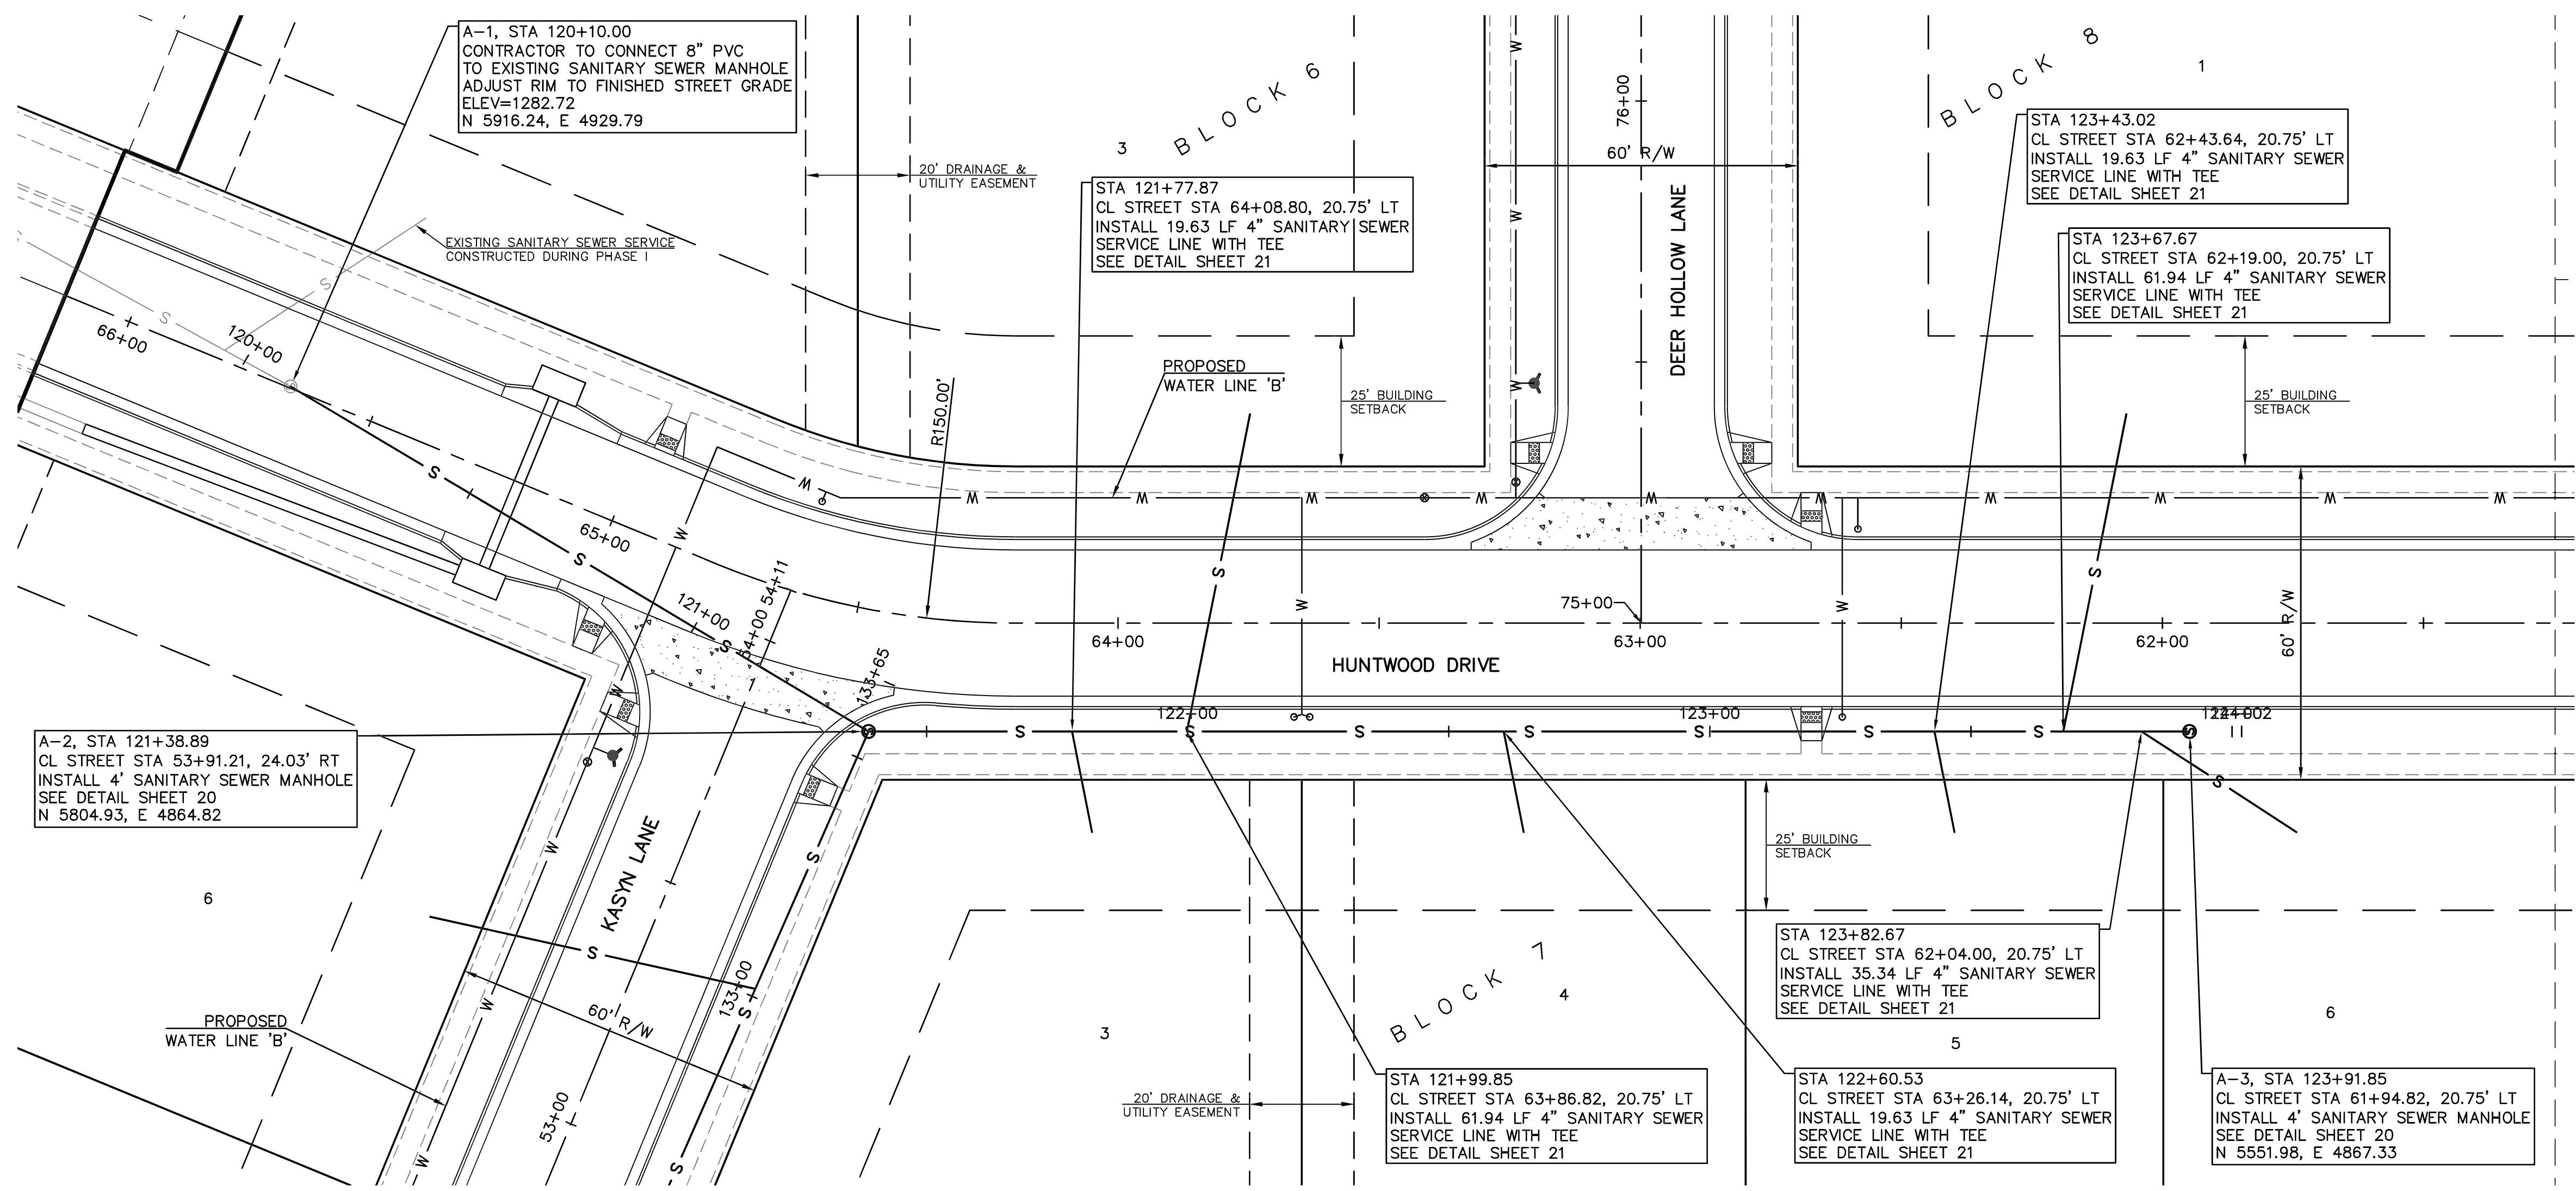 A-1, STA 120+10.00
CONTRACTOR TO CONNECT 8" PVC
TO EXISTING SANITARY SEWER MANHOLE
ADJUST RIM TO FINISHED STREET GRADE
ELEV=1282.72
N 5916.24, E 4929.79
BLOCK 6
3
20' DRAINAGE &
UTILITY EASEMENT
STA 121+77.87
CL STREET STA 64+08.80, 20.75' LT
INSTALL 19.63 LF 4" SANITARY SEWER
SERVICE LINE WITH TEE
SEE DETAIL SHEET 21
76+00
60' R/W
DEER HOLLOW LANE
W
W
W
BLOCK 8
1
STA 123+43.02
CL STREET STA 62+43.64, 20.75' LT
INSTALL 19.63 LF 4" SANITARY SEWER
SERVICE LINE WITH TEE
SEE DETAIL SHEET 21
STA 123+67.67
CL STREET STA 62+19.00, 20.75' LT
INSTALL 61.94 LF 4" SANITARY SEWER
SERVICE LINE WITH TEE
SEE DETAIL SHEET 21
EXISTING SANITARY SEWER SERVICE
CONSTRUCTED DURING PHASE I
S
S
S
66+00
120+00
PROPOSED
WATER LINE 'B'
R150.00'
25' BUILDING
SETBACK
25' BUILDING
SETBACK
S
S
S
65+00
W
W
W W W W W W W W W W
121+00
54+00 54+11
133+65
1
S
S
W
W
75+00
64+00
63+00
62+00
HUNTWOOD DRIVE
60' R/W
122+00
123+00
124+00
S S S S S S S
S
S
A-2, STA 121+38.89
CL STREET STA 53+91.21, 24.03' RT
INSTALL 4' SANITARY SEWER MANHOLE
SEE DETAIL SHEET 20
N 5804.93, E 4864.82
W
W
W
W
KASYN LANE
S
S
S
S
S
6
133+00
60' R/W
53+00
PROPOSED
WATER LINE 'B'
25' BUILDING
SETBACK
BLOCK 7
3
4
5
6
20' DRAINAGE &
UTILITY EASEMENT
STA 123+82.67
CL STREET STA 62+04.00, 20.75' LT
INSTALL 35.34 LF 4" SANITARY SEWER
SERVICE LINE WITH TEE
SEE DETAIL SHEET 21
STA 121+99.85
CL STREET STA 63+86.82, 20.75' LT
INSTALL 61.94 LF 4" SANITARY SEWER
SERVICE LINE WITH TEE
SEE DETAIL SHEET 21
STA 122+60.53
CL STREET STA 63+26.14, 20.75' LT
INSTALL 19.63 LF 4" SANITARY SEWER
SERVICE LINE WITH TEE
SEE DETAIL SHEET 21
A-3, STA 123+91.85
CL STREET STA 61+94.82, 20.75' LT
INSTALL 4' SANITARY SEWER MANHOLE
SEE DETAIL SHEET 20
N 5551.98, E 4867.33